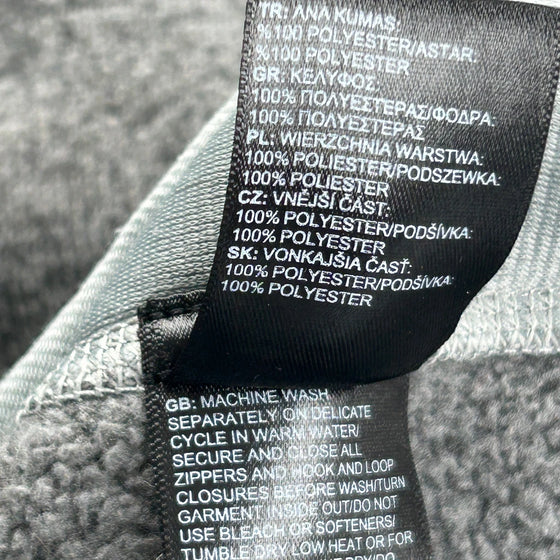 TR: ANA KUMAS:
%100 POLYESTER/ASTAR:
%100 POLYESTER
GR: ΚΕΛΥΦΟΣ:
100% ΠΟΛΥΕΣΤΕΡΑΣ/ΦΟΔΡΑ:
100% ΠΟΛΥΕΣΤΕΡΑΣ
PL: WIERZCHNIA WARSTWA:
100% POLIESTER/PODSZEWKA:
100% POLIESTER
CZ: VNĚJŠÍ ČÁST:
100% POLYESTER/PODŠÍVKA:
100% POLYESTER
SK: VONKAJŠIA ČASŤ:
100% POLYESTER/PODŠÍVKA:
100% POLYESTER
GB: MACHINE WASH
SEPARATELY ON DELICATE
CYCLE IN WARM WATER/
SECURE AND CLOSE ALL
ZIPPERS AND HOOK AND LOOP
CLOSURES BEFORE WASH/TURN
GARMENT INSIDE OUT/DO NOT
USE BLEACH OR SOFTENERS/
TUMBLE DRY LOW HEAT OR FOR